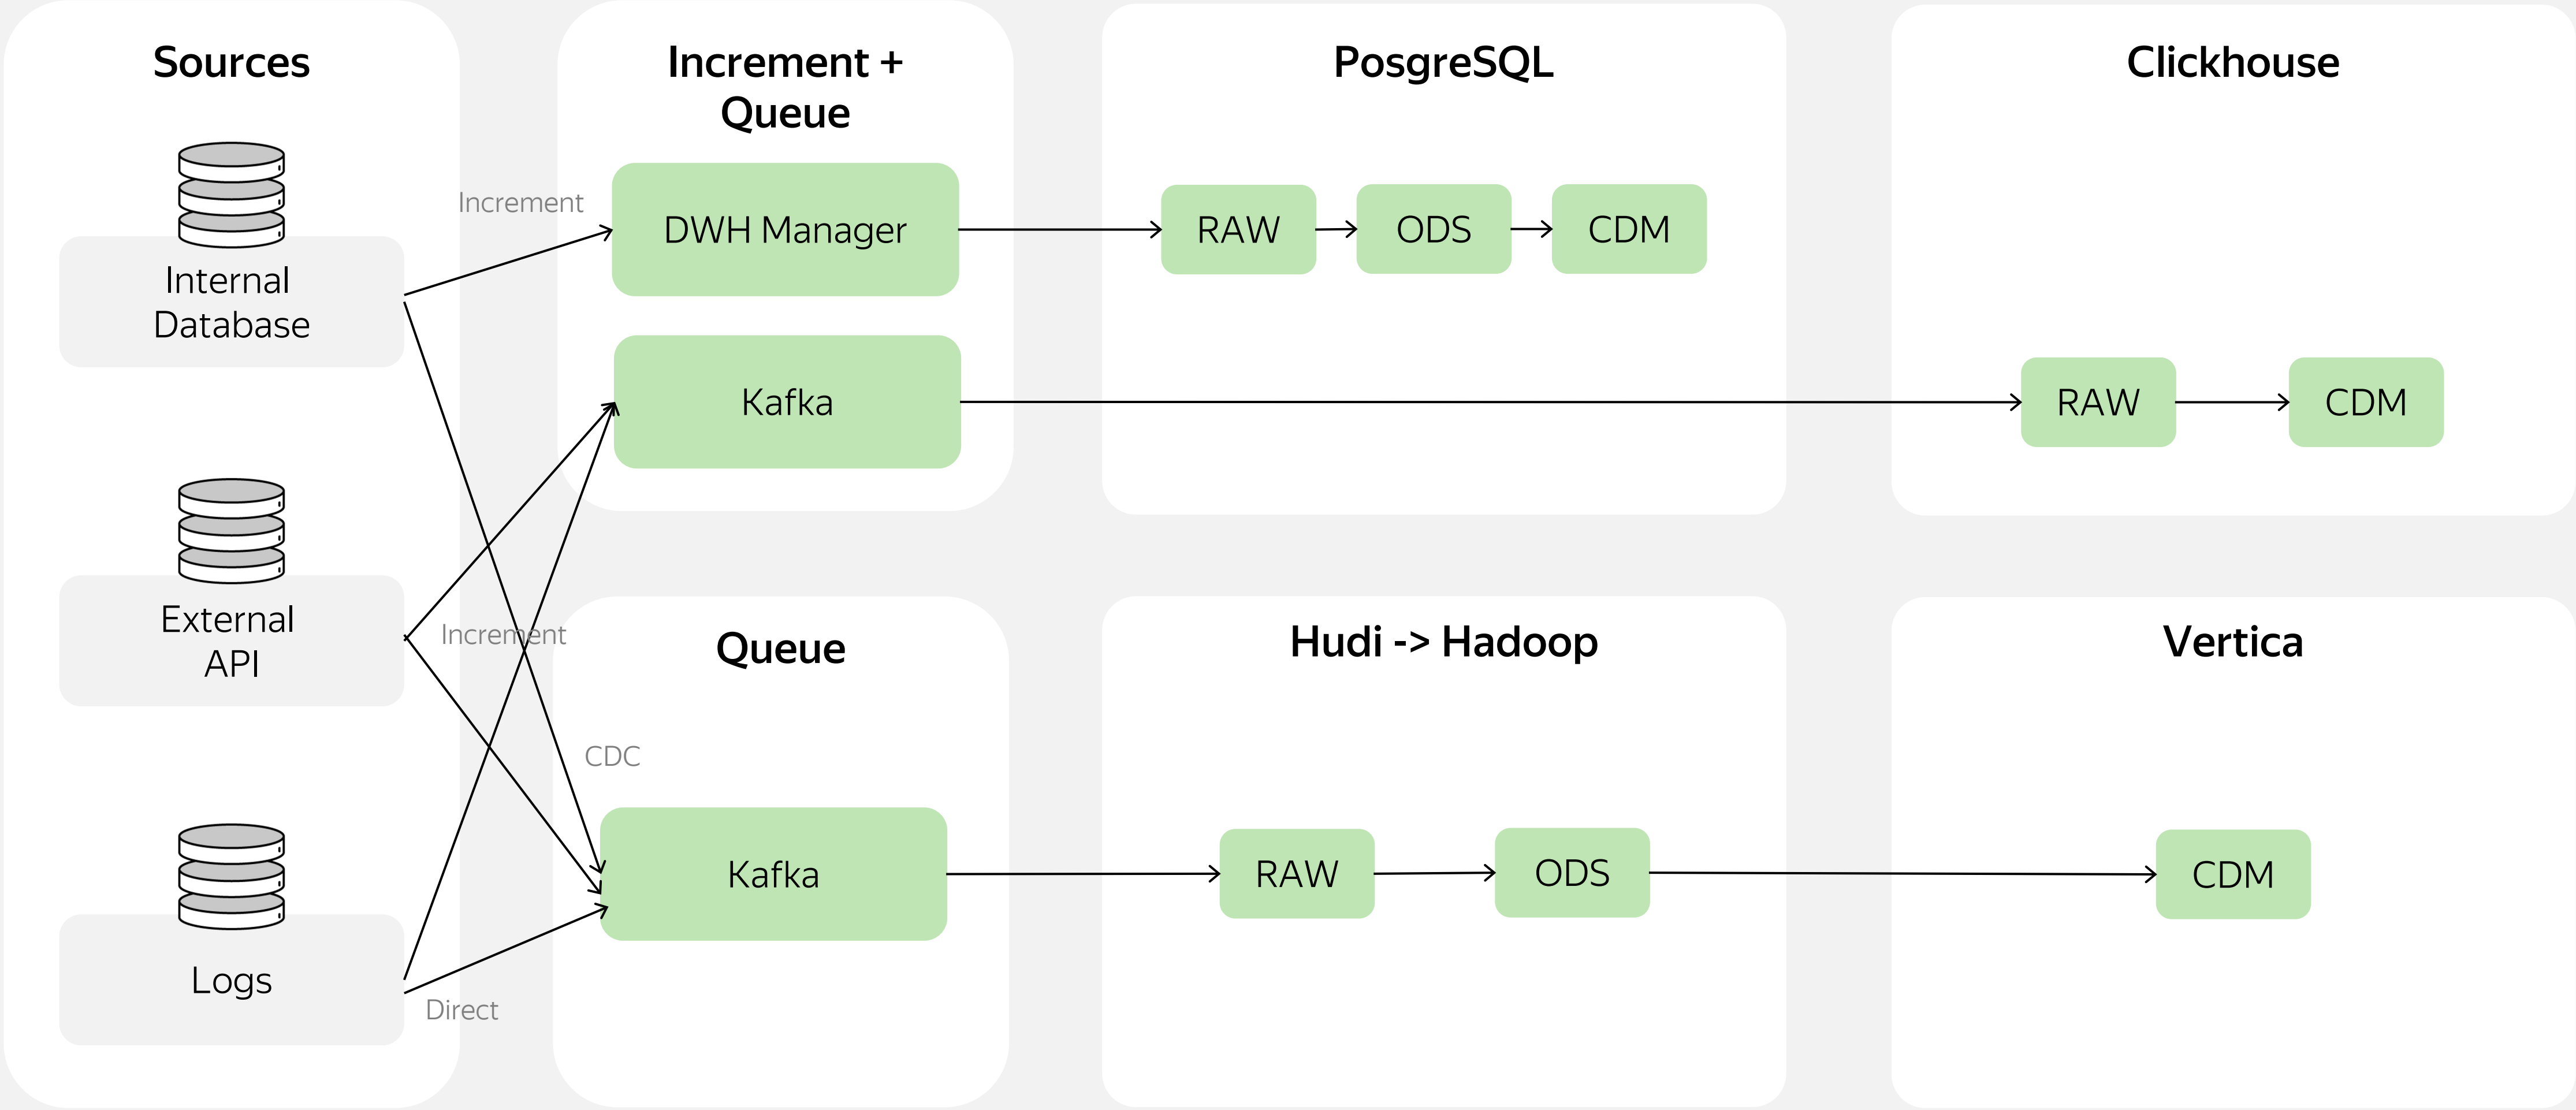 Sources
Internal
Database
External
API
Logs
Increment
Increment
CDC
Direct
Increment +
Queue
DWH Manager
Kafka
PosgreSQL
RAW
ODS
CDM
Clickhouse
RAW
CDM
Queue
Kafka
Hudi -> Hadoop
RAW
ODS
Vertica
CDM